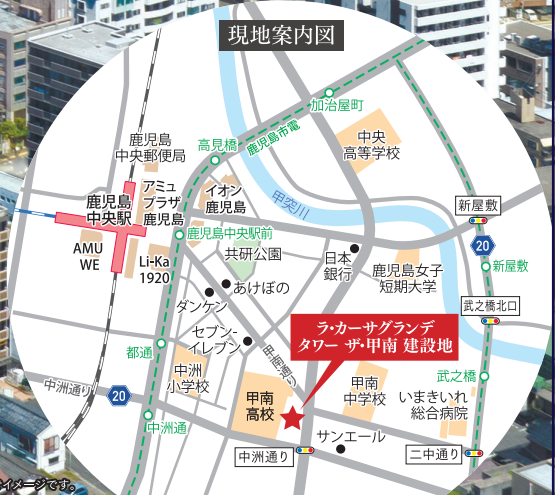 現地案内図
加治屋町
鹿児島市電
高見橋
鹿児島
中央郵便局
中央
高等学校
アミュ
プラザ
鹿児島
イオン
鹿児島
鹿児島
中央駅
甲突川
新屋敷
20
鹿児島中央駅前
AMU
WE
Li-Ka
1920
共研公園
日本
銀行
鹿児島女子
短期大学
新屋敷
あけぼの
ダンケン
武之橋北口
セブン-
イレブン
ラ・カーサグランデ
タワー ザ・甲南 建設地
都通
甲南通り
中洲
小学校
武之橋
中洲通り
20
甲南
高校
甲南
中学校
いまきいれ
総合病院
中洲通
サンエール
中洲通り
二中通り
イメージです。